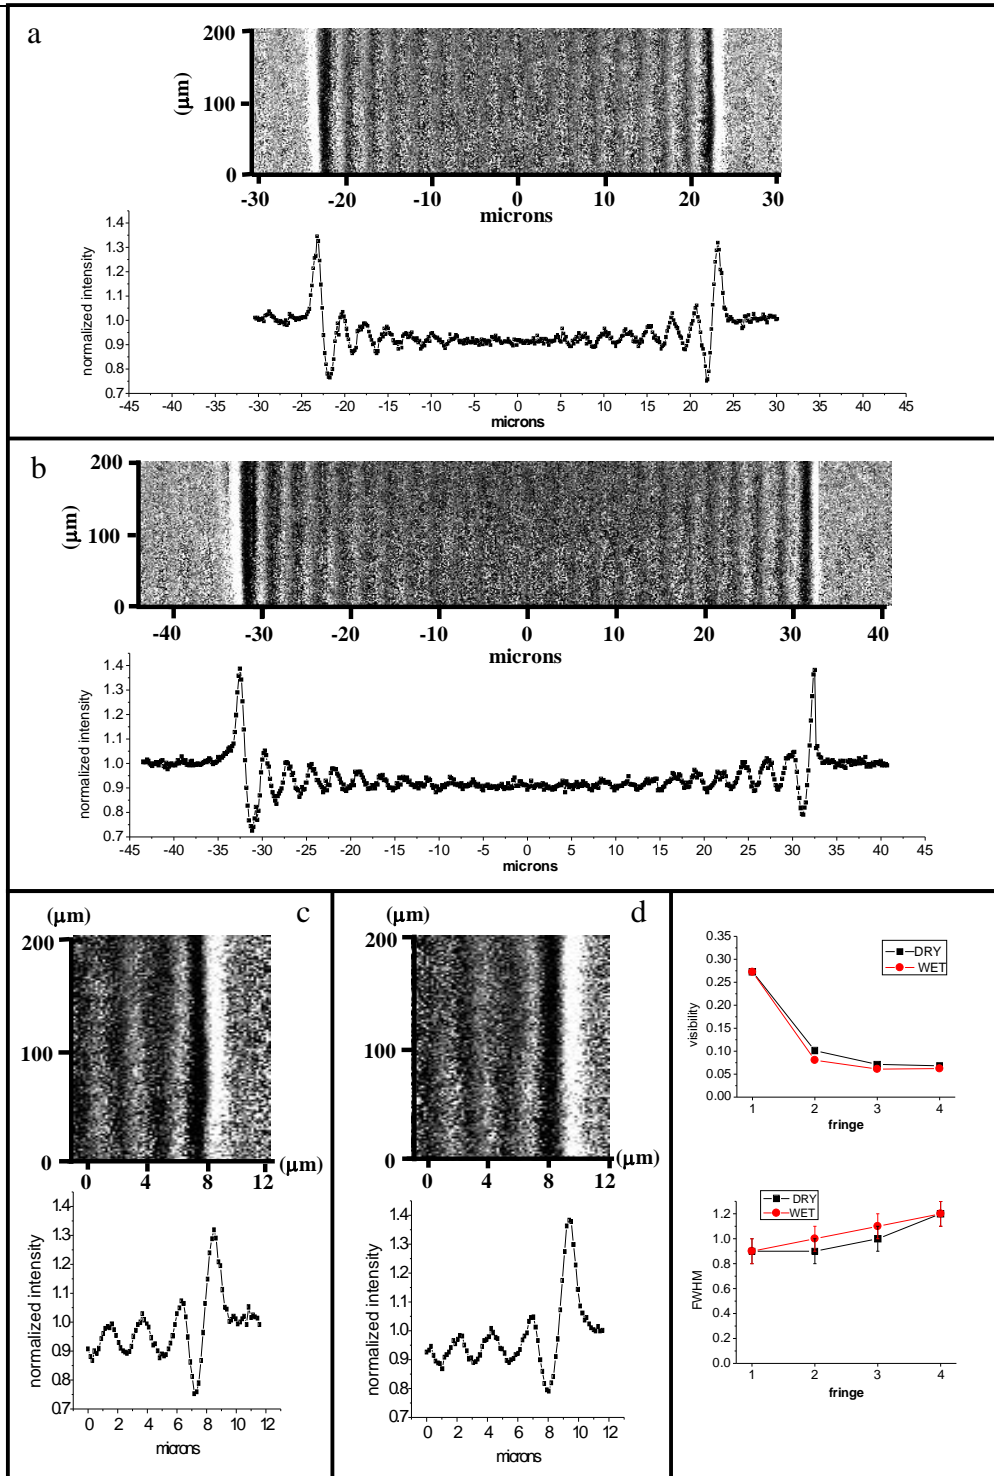 a
200
100
0
(µm)
-30 -20 -10 0 10 20 30
microns
1.4
1.3
1.2
1.1
1.0
0.9
0.8
0.7
normalized intensity
-45 -40 -35 -30 -25 -20 -15 -10 -5 0 5 10 15 20 25 30 35 40 45
microns
b
200
100
0
(µm)
-40 -30 -20 -10 0 10 20 30 40
microns
1.4
1.3
1.2
1.1
1.0
0.9
0.8
0.7
normalized intensity
-45 -40 -35 -30 -25 -20 -15 -10 -5 0 5 10 15 20 25 30 35 40 45
microns
(µm) c
200
100
0
0 4 8 12 (µm)
1.4
1.3
1.2
1.1
1.0
0.9
0.8
0.7
normalized intensity
0 2 4 6 8 10 12
microns
(µm) d
200
100
0
0 4 8 12 (µm)
1.4
1.3
1.2
1.1
1.0
0.9
0.8
0.7
normalized intensity
0 2 4 6 8 10 12
microns
0.35
0.30
0.25
0.20
0.15
0.10
0.05
0.00
visibility
DRY
WET
1 2 3 4
fringe
1.2
1.0
0.8
0.6
0.4
0.2
0.0
FWHM
DRY
WET
1 2 3 4
fringe